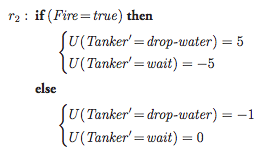 r₂ : if (Fire = true) then
U(Tanker' = drop-water) = 5
U(Tanker' = wait) = −5
else
U(Tanker' = drop-water) = −1
U(Tanker' = wait) = 0